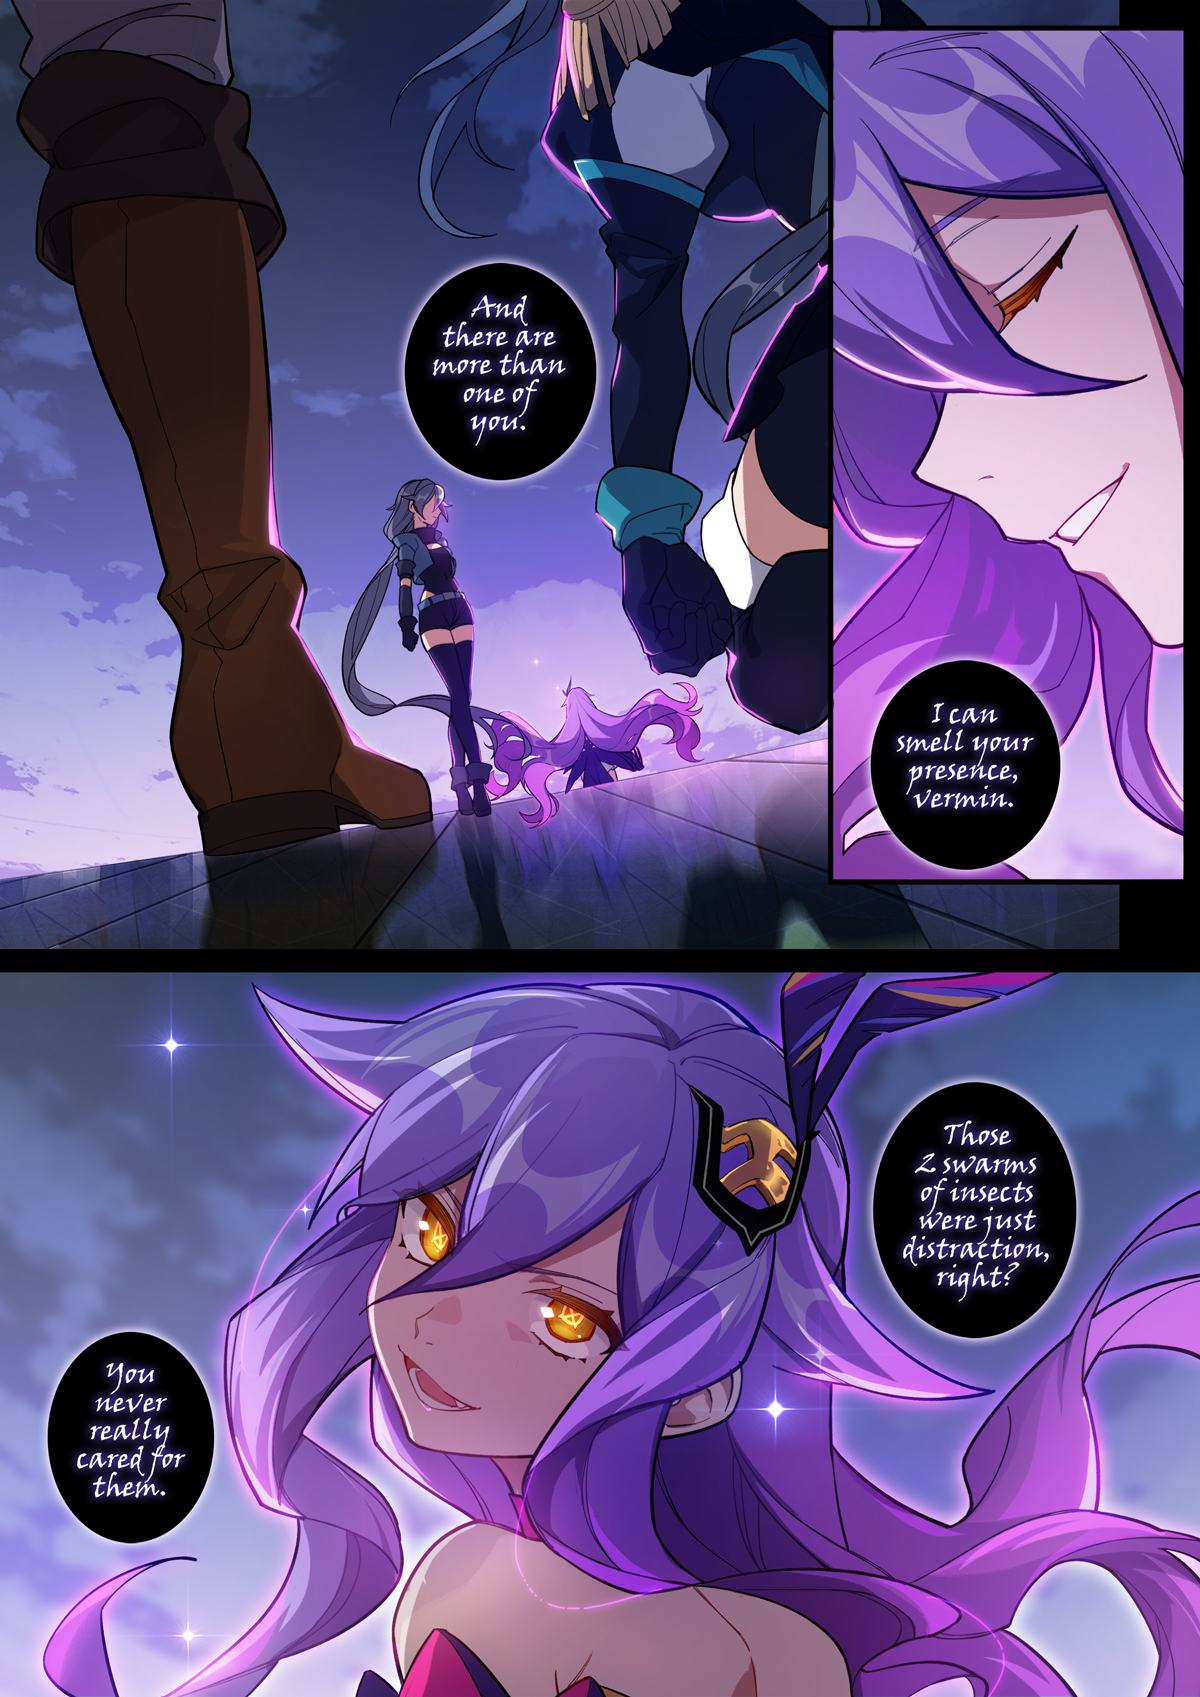 And
there are
more than
one of
you.
I can
smell your
presence,
vermin.
Those
2 swarms
of insects
were just
distraction,
right?
You
never
really
cared for
them.